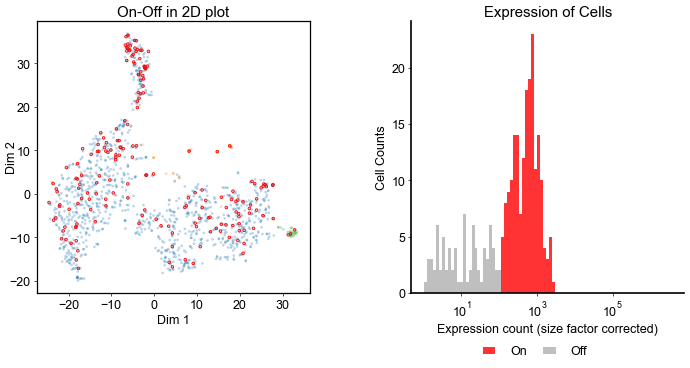 On-Off in 2D plot
Dim 2
30
20
10
0
−10
−20
−20 −10 0 10 20 30
Dim 1
Expression of Cells
Cell Counts
20
15
10
5
0
10^1 10^3 10^5
Expression count (size factor corrected)
On Off